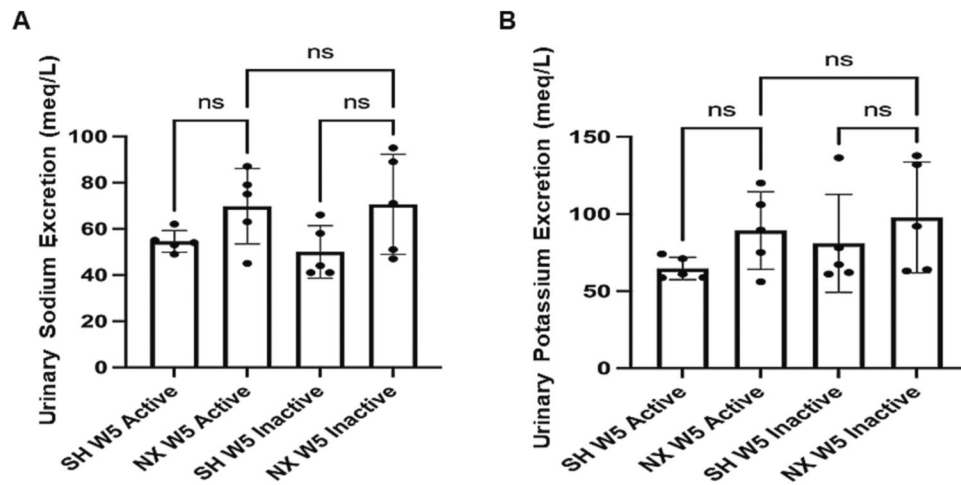 A
Urinary Sodium Excretion (meq/L)
ns
ns
ns
100
80
60
40
20
0
SH W5 Active
NX W5 Active
SH W5 Inactive
NX W5 Inactive
B
Urinary Potassium Excretion (meq/L)
ns
ns
ns
150
100
50
0
SH W5 Active
NX W5 Active
SH W5 Inactive
NX W5 Inactive